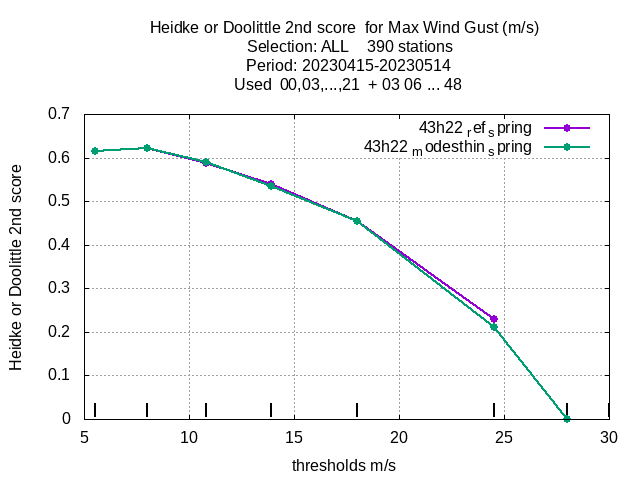 Heidke or Doolittle 2nd score  for Max Wind Gust (m/s)
Selection: ALL    390 stations
Period: 20230415-20230514
Used  00,03,...,21  + 03 06 ... 48
43h22 ref spring
43h22 modesthin spring
Heidke or Doolittle 2nd score
0.7
0.6
0.5
0.4
0.3
0.2
0.1
0
5 10 15 20 25 30
thresholds m/s